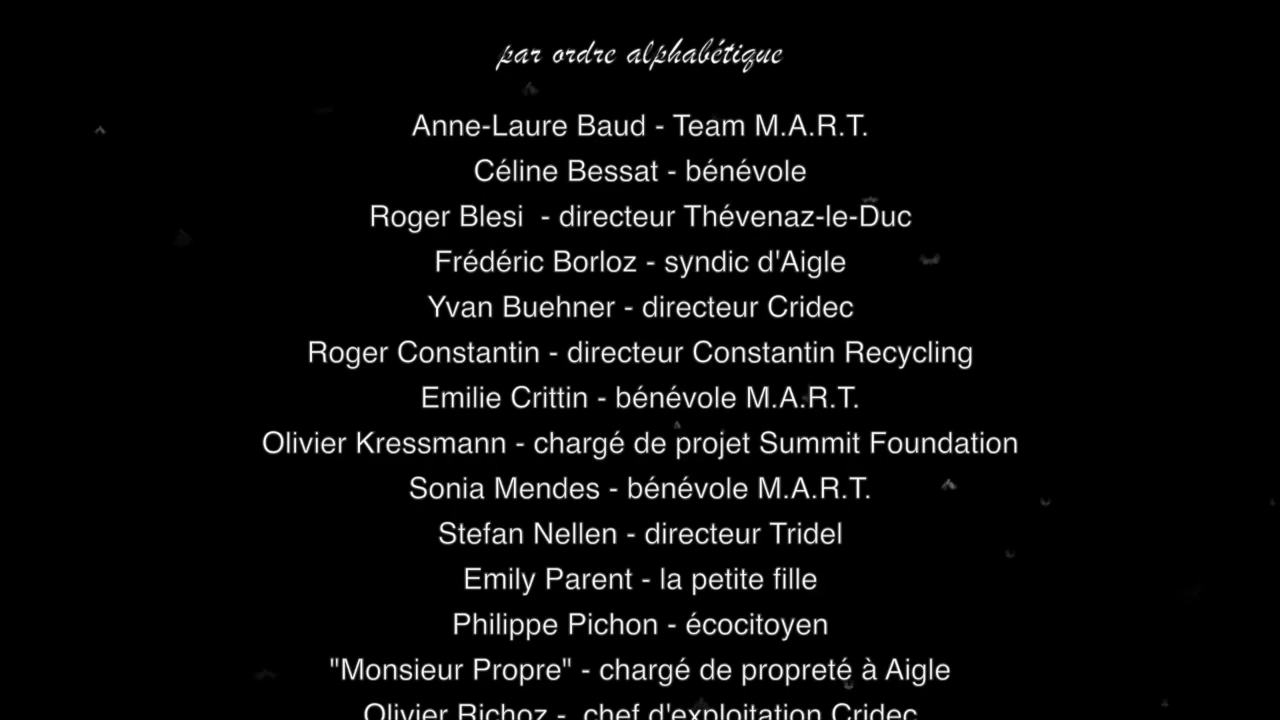 par ordre alphabétique
Anne-Laure Baud - Team M.A.R.T.
Céline Bessat - bénévole
Roger Blesi - directeur Thévenaz-le-Duc
Frédéric Borloz - syndic d'Aigle
Yvan Buehner - directeur Cridec
Roger Constantin - directeur Constantin Recycling
Emilie Crittin - bénévole M.A.R.T.
Olivier Kressmann - chargé de projet Summit Foundation
Sonia Mendes - bénévole M.A.R.T.
Stefan Nellen - directeur Tridel
Emily Parent - la petite fille
Philippe Pichon - écocitoyen
"Monsieur Propre" - chargé de propreté à Aigle
Olivier Richoz - chef d'exploitation Cridec